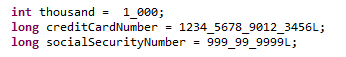 int thousand =  1_000;
long creditCardNumber = 1234_5678_9012_3456L;
long socialSecurityNumber = 999_99_9999L;